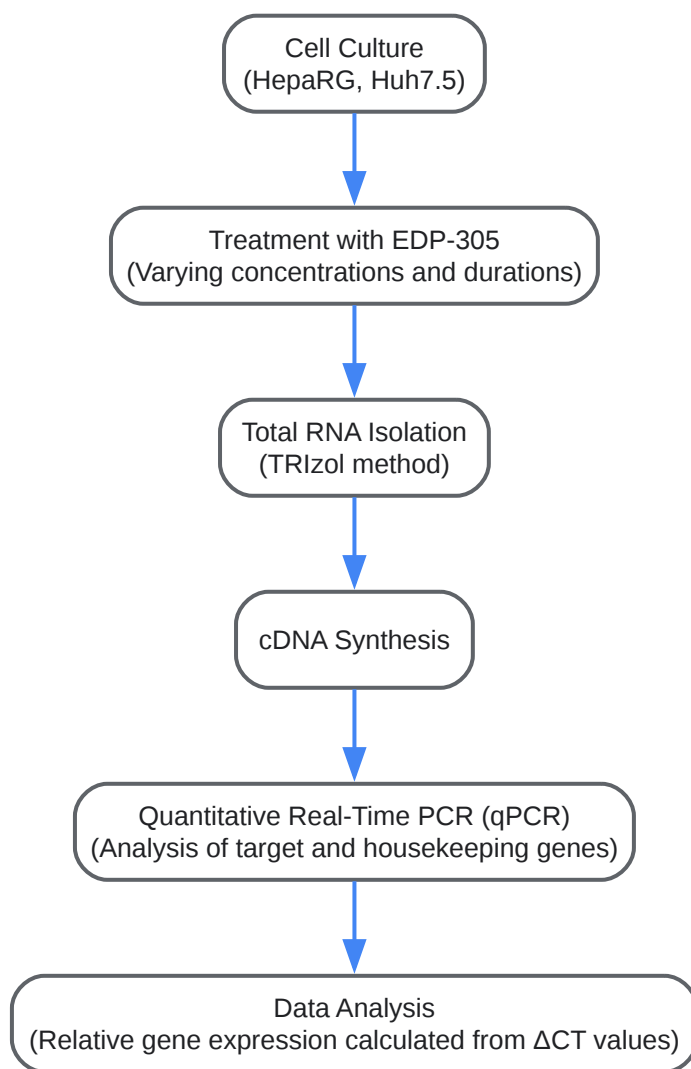 Cell Culture
(HepaRG, Huh7.5)
Treatment with EDP-305
(Varying concentrations and durations)
Total RNA Isolation
(TRIzol method)
cDNA Synthesis
Quantitative Real-Time PCR (qPCR)
(Analysis of target and housekeeping genes)
Data Analysis
(Relative gene expression calculated from ΔCT values)